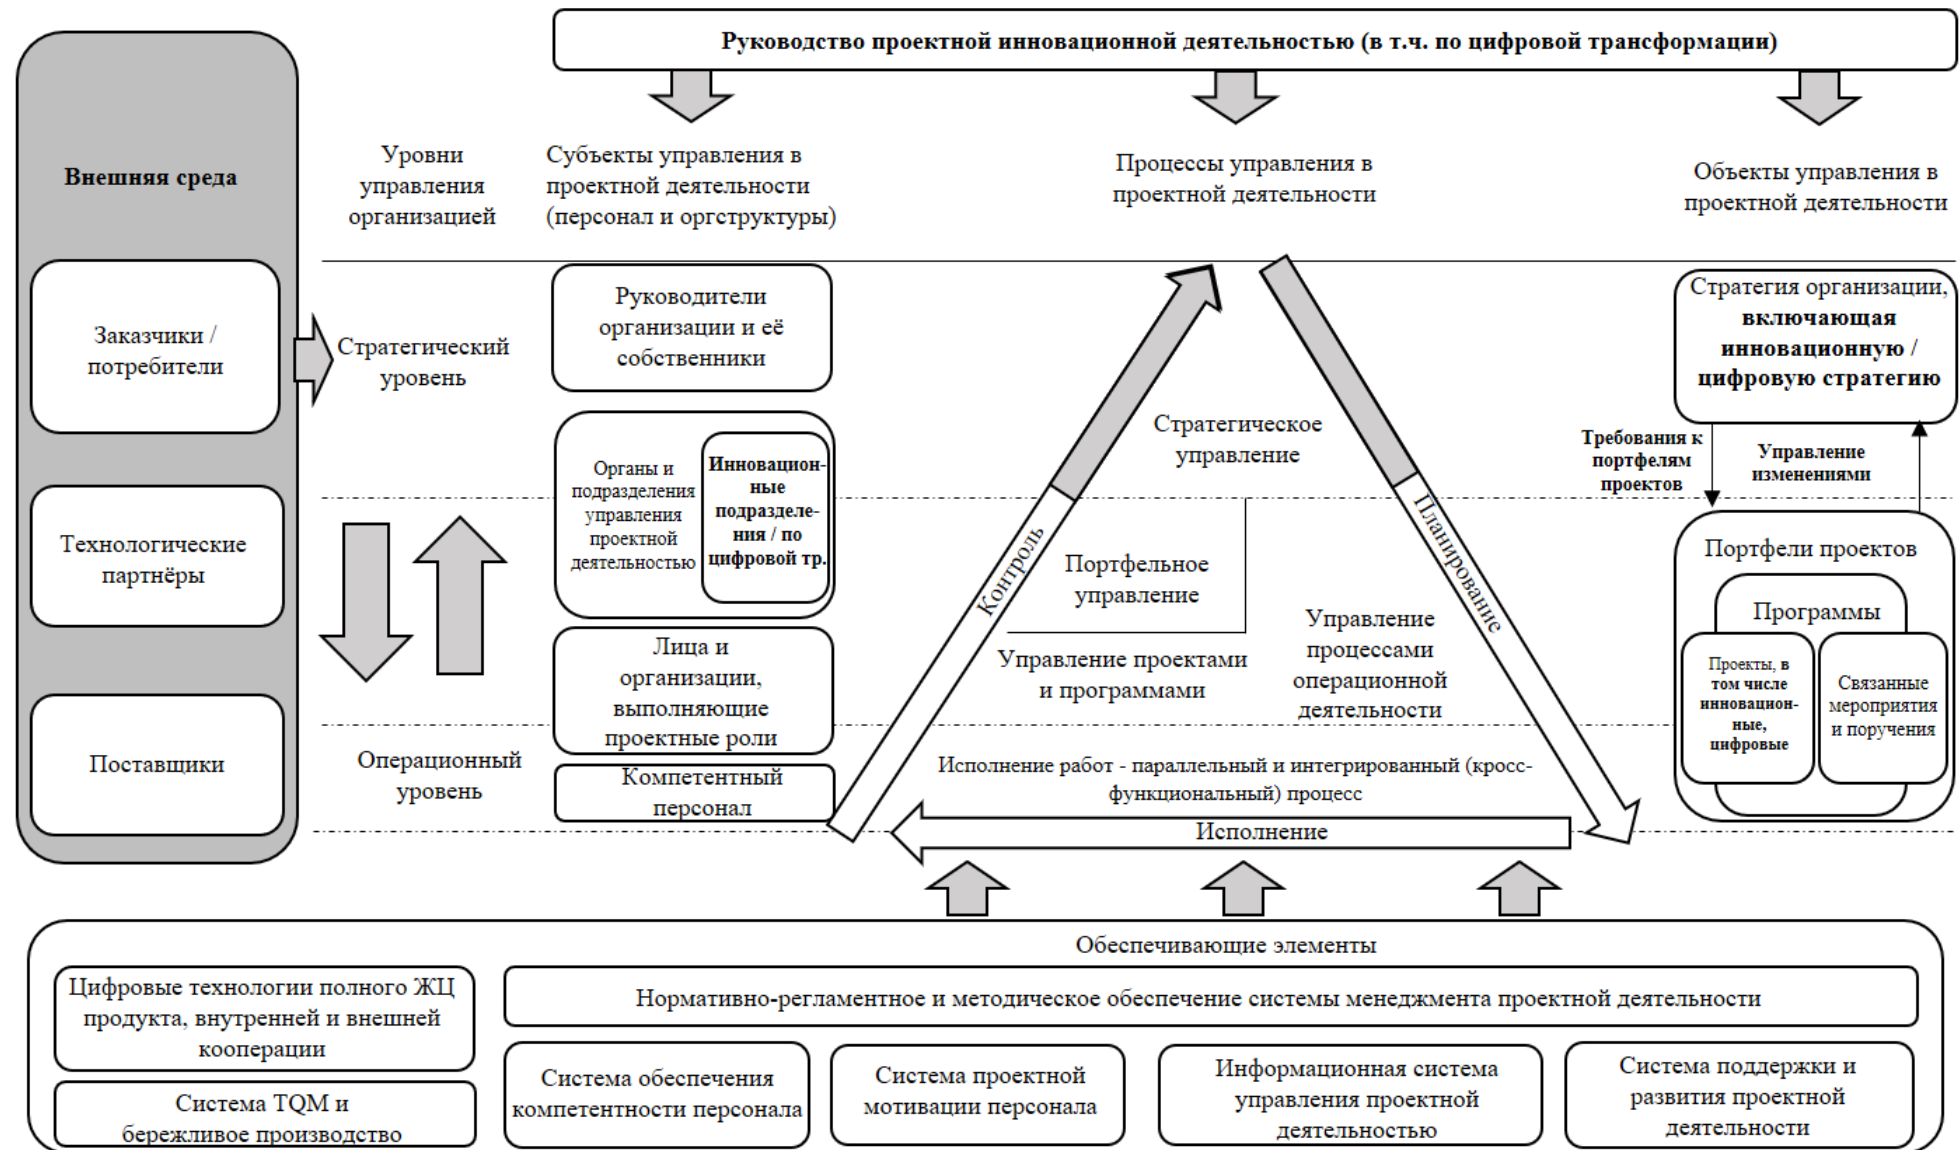 Руководство проектной инновационной деятельностью (в т.ч. по цифровой трансформации)
Внешняя среда
Заказчики /
потребители
Технологические
партнёры
Поставщики
Уровни
управления
организацией
Субъекты управления в
проектной деятельности
(персонал и оргструктуры)
Процессы управления в
проектной деятельности
Объекты управления в
проектной деятельности
Стратегический
уровень
Операционный
уровень
Руководители
организации и её
собственники
Органы и
подразделения
управления
проектной
деятельностью
Инновацион-
ные
подразделе-
ния / по
цифровой тр.
Лица и
организации,
выполняющие
проектные роли
Компетентный
персонал
Контроль
Планирование
Стратегическое
управление
Портфельное
управление
Управление проектами
и программами
Управление
процессами
операционной
деятельности
Исполнение работ - параллельный и интегрированный (кросс-
функциональный) процесс
Исполнение
Стратегия организации,
включающая
инновационную /
цифровую стратегию
Требования к
портфелям
проектов
Управление
изменениями
Портфели проектов
Программы
Проекты, в
том числе
инновацион-
ные,
цифровые
Связанные
мероприятия
и поручения
Обеспечивающие элементы
Цифровые технологии полного ЖЦ
продукта, внутренней и внешней
кооперации
Система TQM и
бережливое производство
Нормативно-регламентное и методическое обеспечение системы менеджмента проектной деятельности
Система обеспечения
компетентности персонала
Система проектной
мотивации персонала
Информационная система
управления проектной
деятельностью
Система поддержки и
развития проектной
деятельности